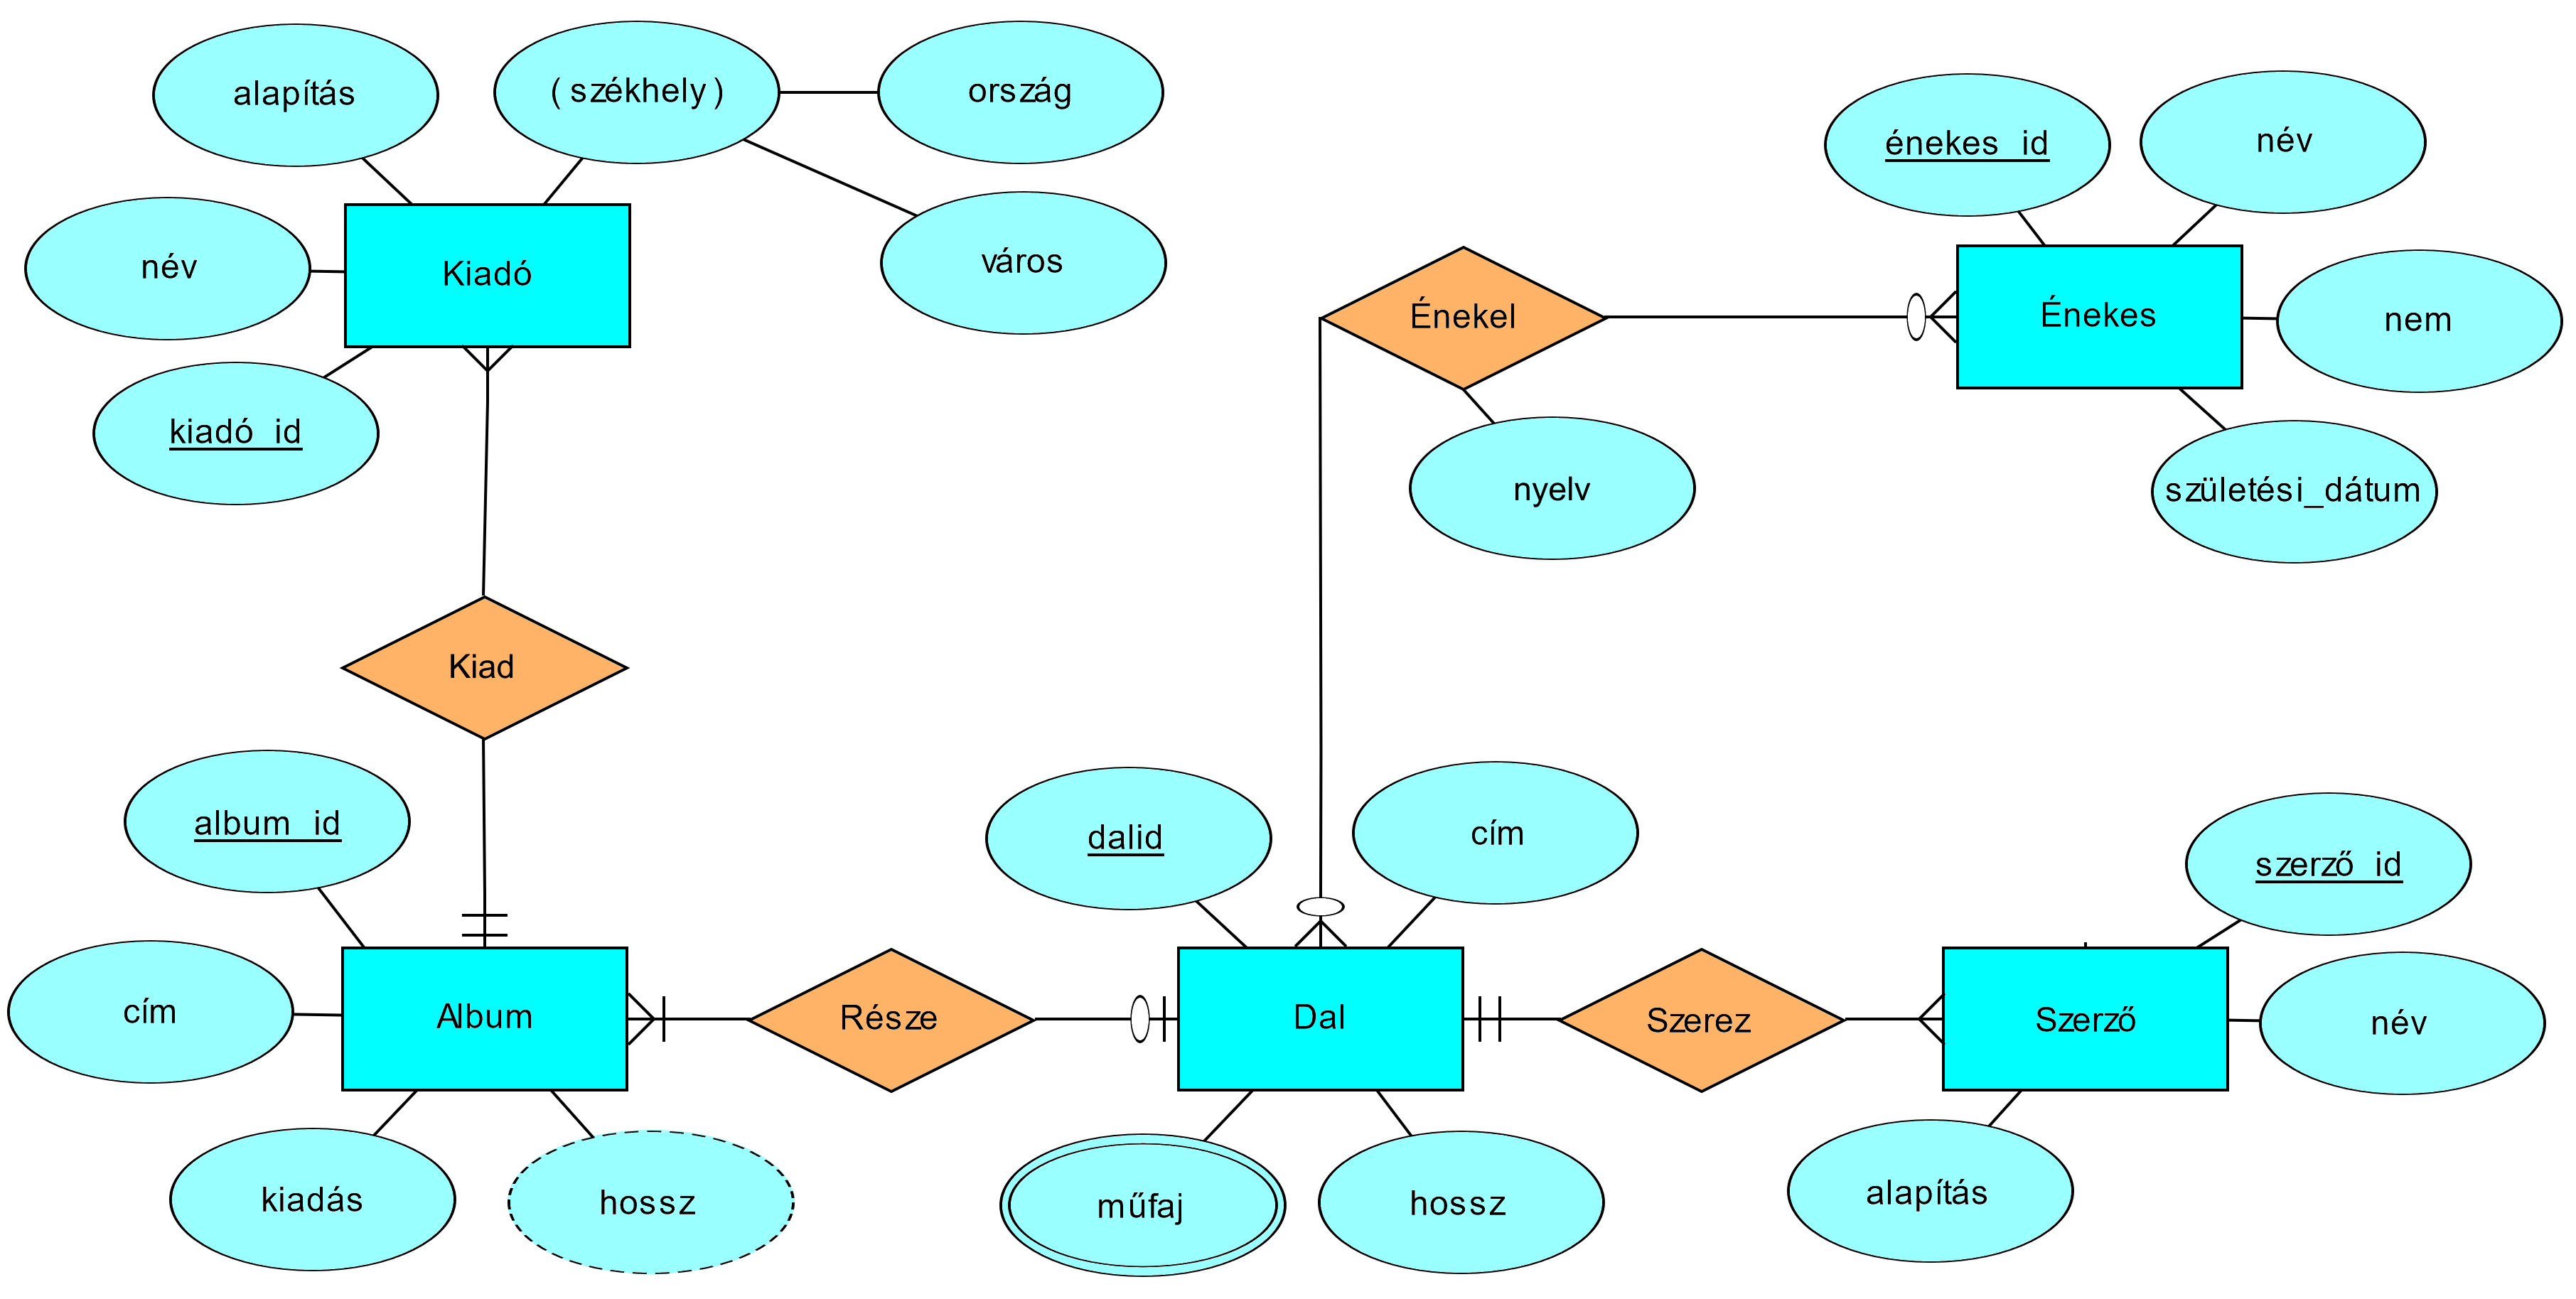 alapítás
(székhely)
ország
énekes_id
név
név
Kiadó
város
Énekel
Énekes
nem
kiadó_id
nyelv
születési_dátum
Kiad
album_id
dalid
cím
szerző_id
cím
Album
Része
Dal
Szerez
Szerző
név
kiadás
hossz
műfaj
hossz
alapítás